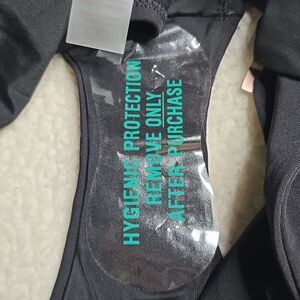 HYGIENIC PROTECTION
REMOVE ONLY
AFTER PURCHASE